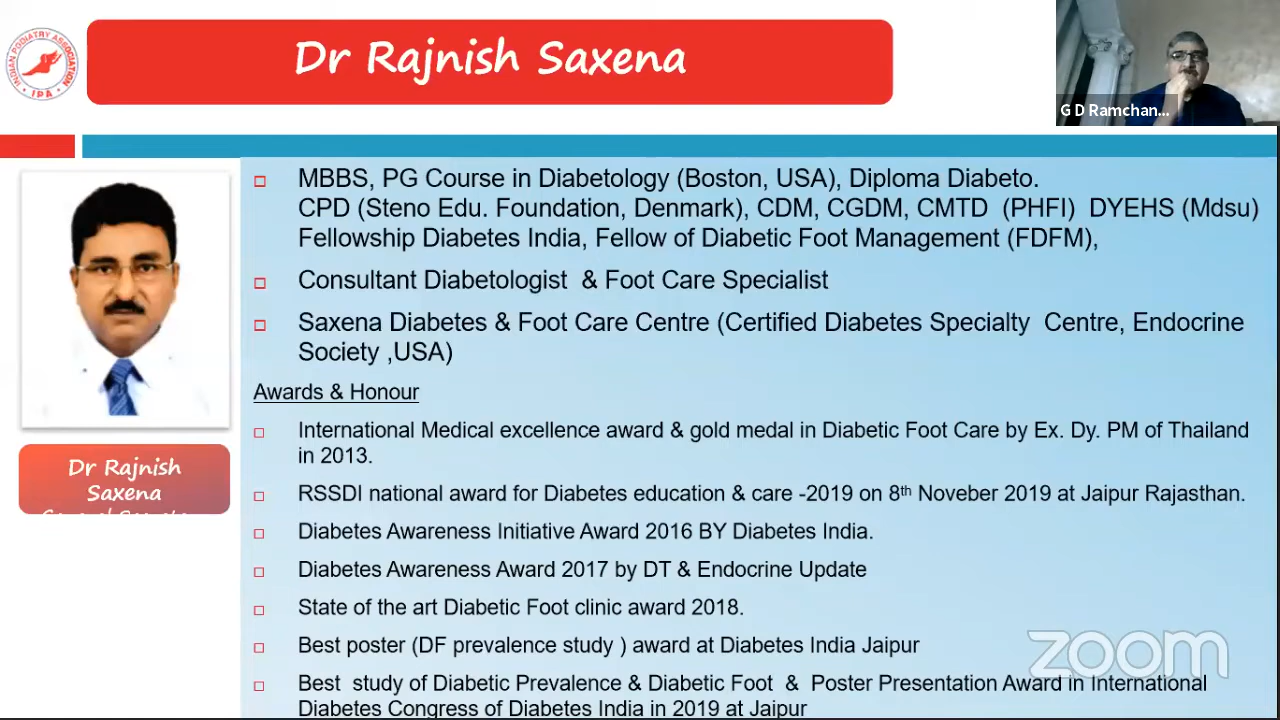 INDIAN PODIATRY ASSOCIATION
IPA
Dr Rajnish Saxena
G D Ramchan...
MBBS, PG Course in Diabetology (Boston, USA), Diploma Diabeto.
CPD (Steno Edu. Foundation, Denmark), CDM, CGDM, CMTD (PHFI) DYEHS (Mdsu)
Fellowship Diabetes India, Fellow of Diabetic Foot Management (FDFM),
Consultant Diabetologist & Foot Care Specialist
Saxena Diabetes & Foot Care Centre (Certified Diabetes Specialty Centre, Endocrine
Society ,USA)
Dr Rajnish
Saxena
Awards & Honour
International Medical excellence award & gold medal in Diabetic Foot Care by Ex. Dy. PM of Thailand
in 2013.
RSSDI national award for Diabetes education & care -2019 on 8th Noveber 2019 at Jaipur Rajasthan.
Diabetes Awareness Initiative Award 2016 BY Diabetes India.
Diabetes Awareness Award 2017 by DT & Endocrine Update
State of the art Diabetic Foot clinic award 2018.
Best poster (DF prevalence study ) award at Diabetes India Jaipur
Best study of Diabetic Prevalence & Diabetic Foot & Poster Presentation Award in International
Diabetes Congress of Diabetes India in 2019 at Jaipur
zoom